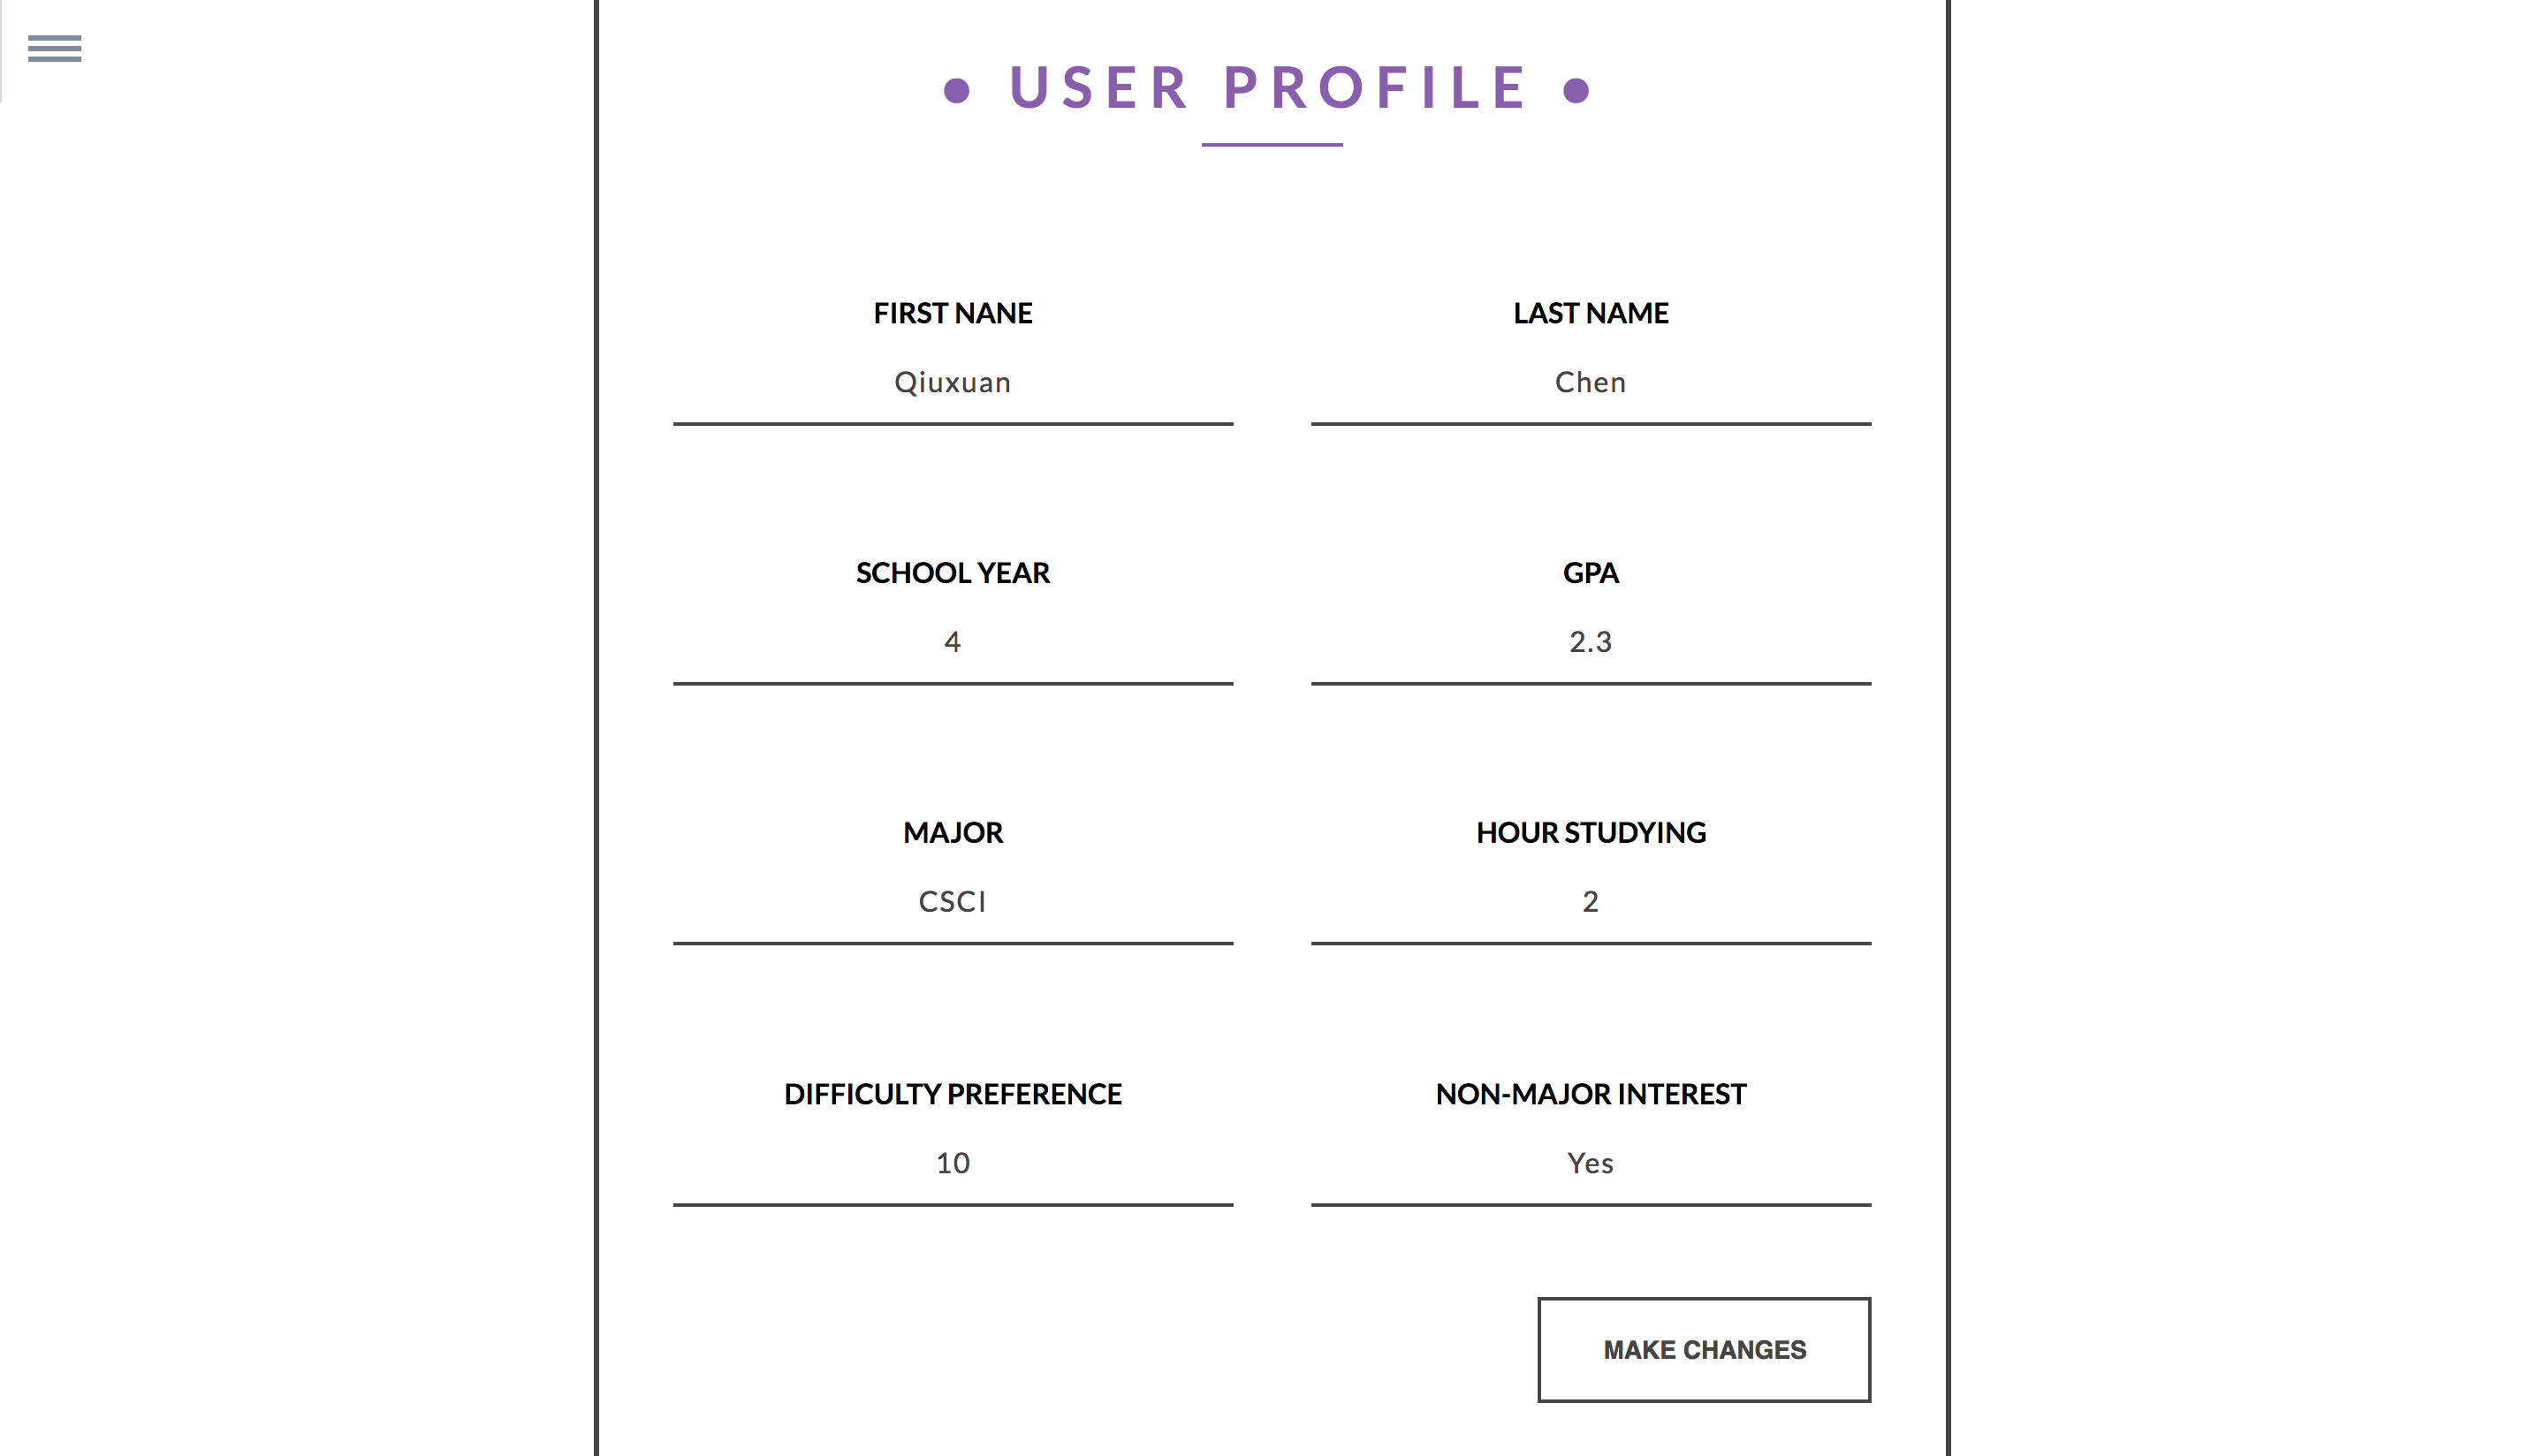 • USER PROFILE •
FIRST NANE
LAST NAME
Qiuxuan
Chen
SCHOOL YEAR
GPA
4
2.3
MAJOR
HOUR STUDYING
CSCI
2
DIFFICULTY PREFERENCE
NON-MAJOR INTEREST
10
Yes
MAKE CHANGES